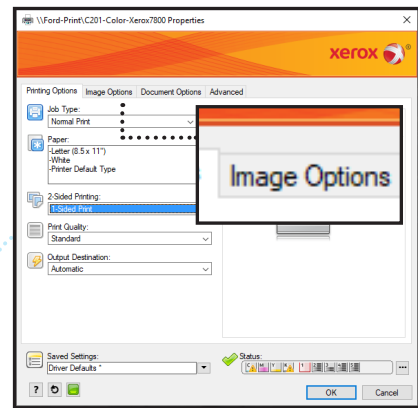 \\Ford-Print\C201-Color-Xerox7800 Properties
xerox
Printing Options Image Options Document Options Advanced
Job Type:
Normal Print
Paper:
-Letter (8.5 x 11")
-White
-Printer Default Type
Image Options
2-Sided Printing:
1-Sided Print
Print Quality:
Standard
Output Destination:
Automatic
Saved Settings:
Driver Defaults *
Status:
OK Cancel